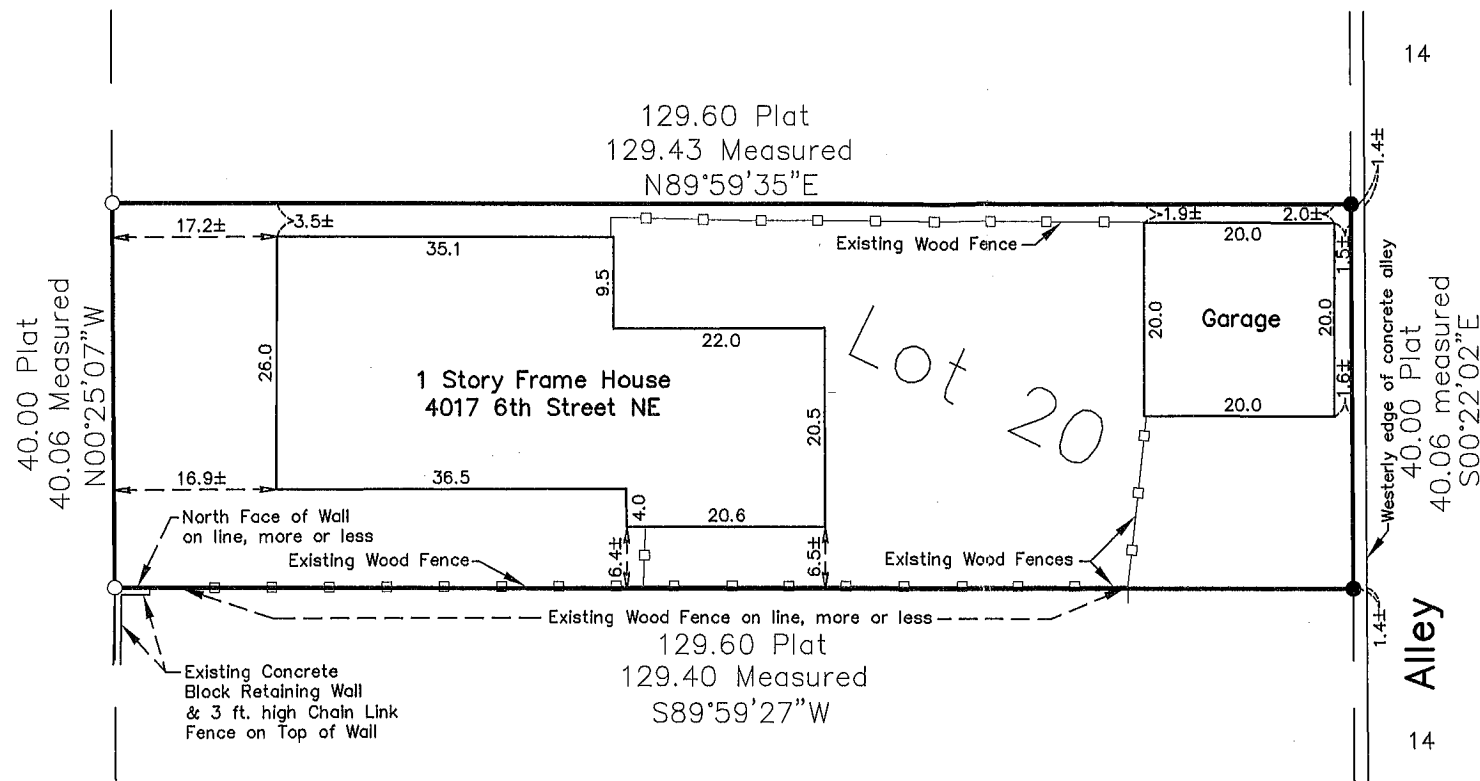 14
129.60 Plat
129.43 Measured
N89°59'35"E
1.4±
17.2±
3.5±
35.1
Existing Wood Fence
1.9±
2.0±
20.0
1.5±
40.00 Plat
40.06 Measured
N00°25'07"W
26.0
9.5
22.0
1 Story Frame House
4017 6th Street NE
20.5
Lot 20
20.0
Garage
20.0
20.0
1.6±
Westerly edge of concrete alley
40.00 Plat
40.06 measured
S00°22'02"E
16.9±
36.5
4.0
20.6
North Face of Wall
on line, more or less
Existing Wood Fence
6.4±
6.5±
Existing Wood Fences
Existing Wood Fence on line, more or less
129.60 Plat
129.40 Measured
S89°59'27"W
Existing Concrete
Block Retaining Wall
& 3 ft. high Chain Link
Fence on Top of Wall
1.4±
Alley
14